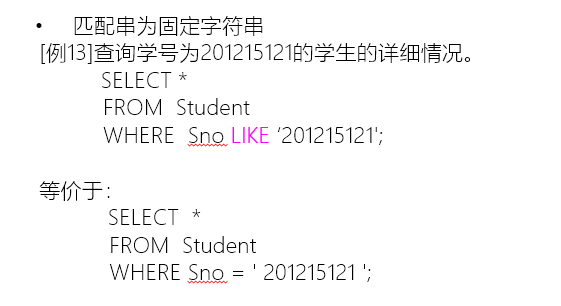 • 匹配串为固定字符串
[例13]查询学号为201215121的学生的详细情况。
SELECT *
FROM Student
WHERE Sno LIKE ‘201215121';
等价于：
SELECT *
FROM Student
WHERE Sno = ' 201215121 ';